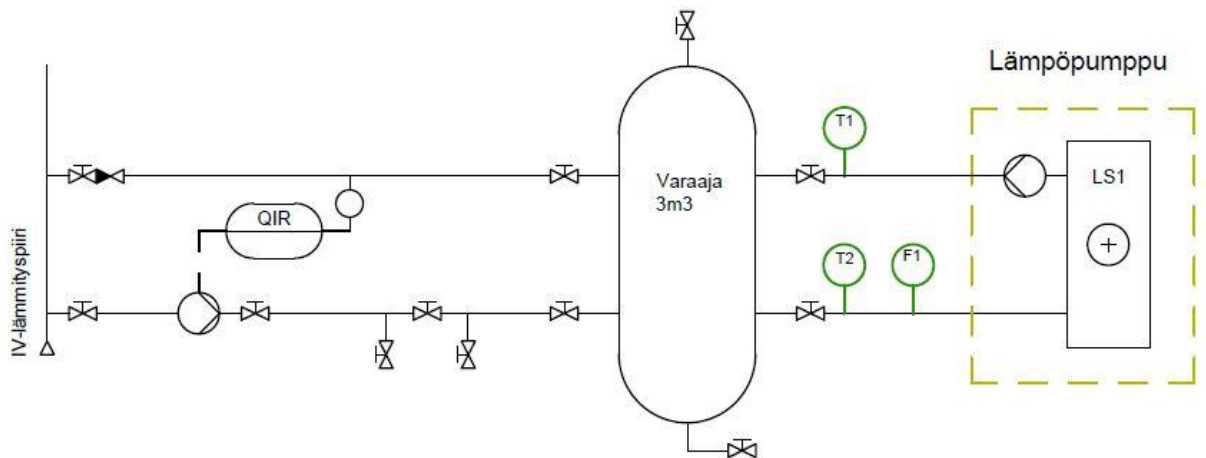 Lämpöpumppu
T1
Varaaja
3m3
LS1
QIR
T2
F1
IV-lämmityspiiri